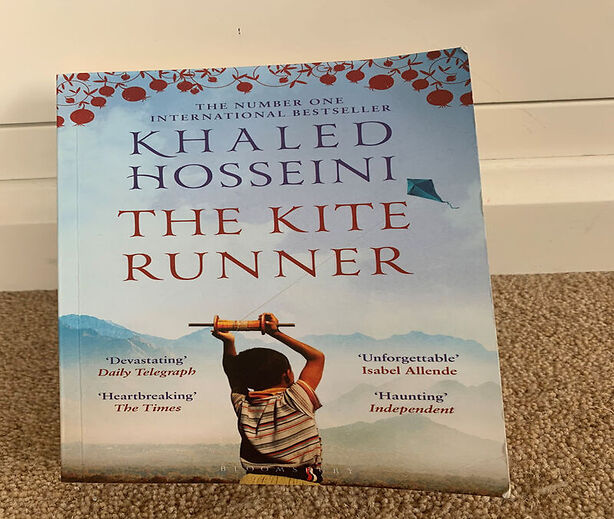 THE NUMBER ONE
INTERNATIONAL BESTSELLER
KHALED
HOSSEINI
THE KITE
RUNNER
‘Devastating’
Daily Telegraph
‘Heartbreaking’
The Times
‘Unforgettable’
Isabel Allende
‘Haunting’
Independent
BLOOMSBURY